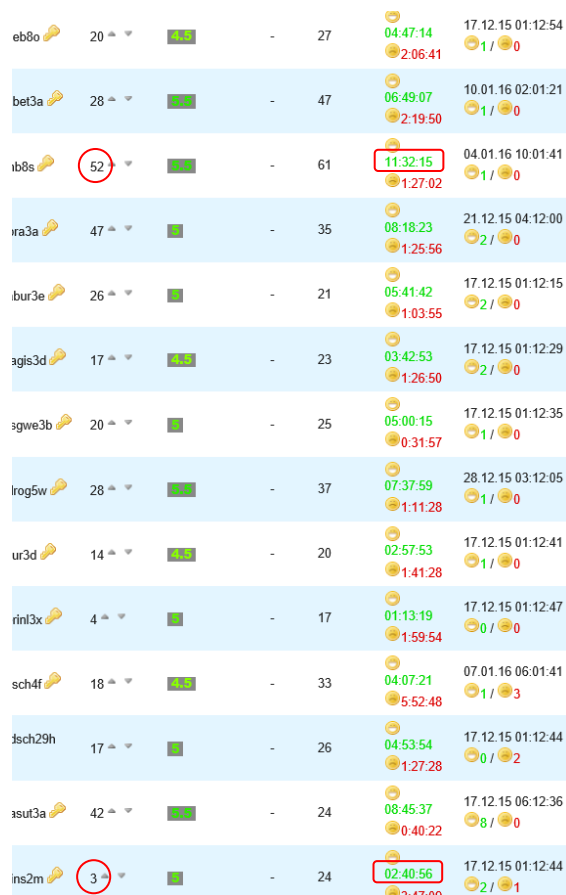 04:47:14 17.12.15 01:12:54
eb8o 20 4.5 - 27
2:06:41 1 / 0
06:49:07 10.01.16 02:01:21
bet3a 28 5.5 - 47
2:19:50 1 / 0
11:32:15 04.01.16 10:01:41
b8s 52 5.5 - 61
1:27:02 1 / 0
08:18:23 21.12.15 04:12:00
ora3a 47 5 - 35
1:25:56 2 / 0
05:41:42 17.12.15 01:12:15
bur3e 26 5 - 21
1:03:55 2 / 0
03:42:53 17.12.15 01:12:29
agis3d 17 4.5 - 23
1:26:50 2 / 0
05:00:15 17.12.15 01:12:35
sgwe3b 20 5 - 25
0:31:57 1 / 0
07:37:59 28.12.15 03:12:05
rog5w 28 5.5 - 37
1:11:28 1 / 0
02:57:53 17.12.15 01:12:41
ur3d 14 4.5 - 20
1:41:28 1 / 0
01:13:19 17.12.15 01:12:47
rinl3x 4 5 - 17
1:59:54 0 / 0
04:07:21 07.01.16 06:01:41
sch4f 18 4.5 - 33
5:52:48 1 / 3
04:53:54 17.12.15 01:12:44
dsch29h 17 5 - 26
1:27:28 0 / 2
08:45:37 17.12.15 06:12:36
asut3a 42 5.5 - 24
0:40:22 8 / 0
02:40:56 17.12.15 01:12:44
ins2m 3 5 - 24
2 / 1